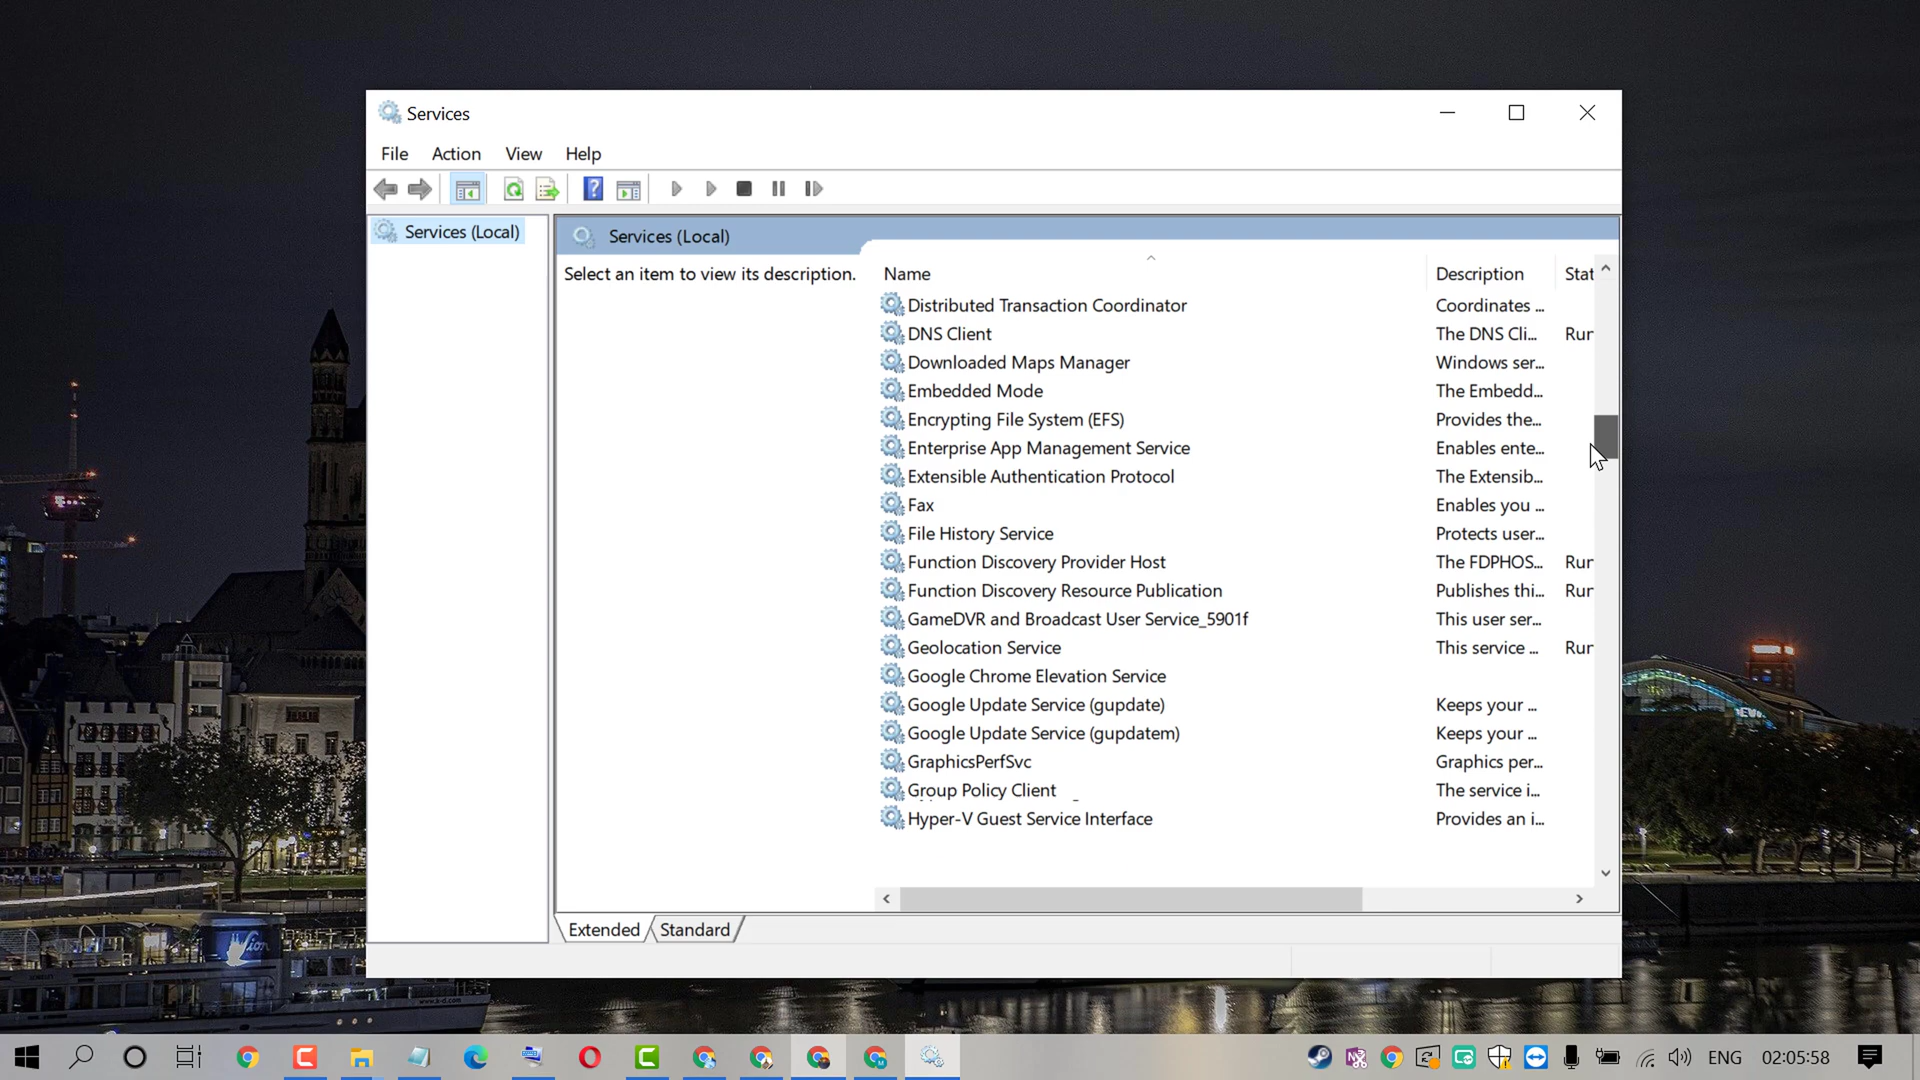 Services
File Action View Help
Services (Local)
Services (Local)
Select an item to view its description.
Name Description Stat
Distributed Transaction Coordinator Coordinates ...
DNS Client The DNS Cli... Rur
Downloaded Maps Manager Windows ser...
Embedded Mode The Embedd...
Encrypting File System (EFS) Provides the...
Enterprise App Management Service Enables ente...
Extensible Authentication Protocol The Extensib...
Fax Enables you ...
File History Service Protects user...
Function Discovery Provider Host The FDPHOS... Rur
Function Discovery Resource Publication Publishes thi... Rur
GameDVR and Broadcast User Service_5901f This user ser...
Geolocation Service This service ... Rur
Google Chrome Elevation Service
Google Update Service (gupdate) Keeps your ...
Google Update Service (gupdatem) Keeps your ...
GraphicsPerfSvc Graphics per...
Group Policy Client The service i...
Hyper-V Guest Service Interface Provides an i...
Extended Standard
Lion
www.k-d.com
ENG 02:05:58